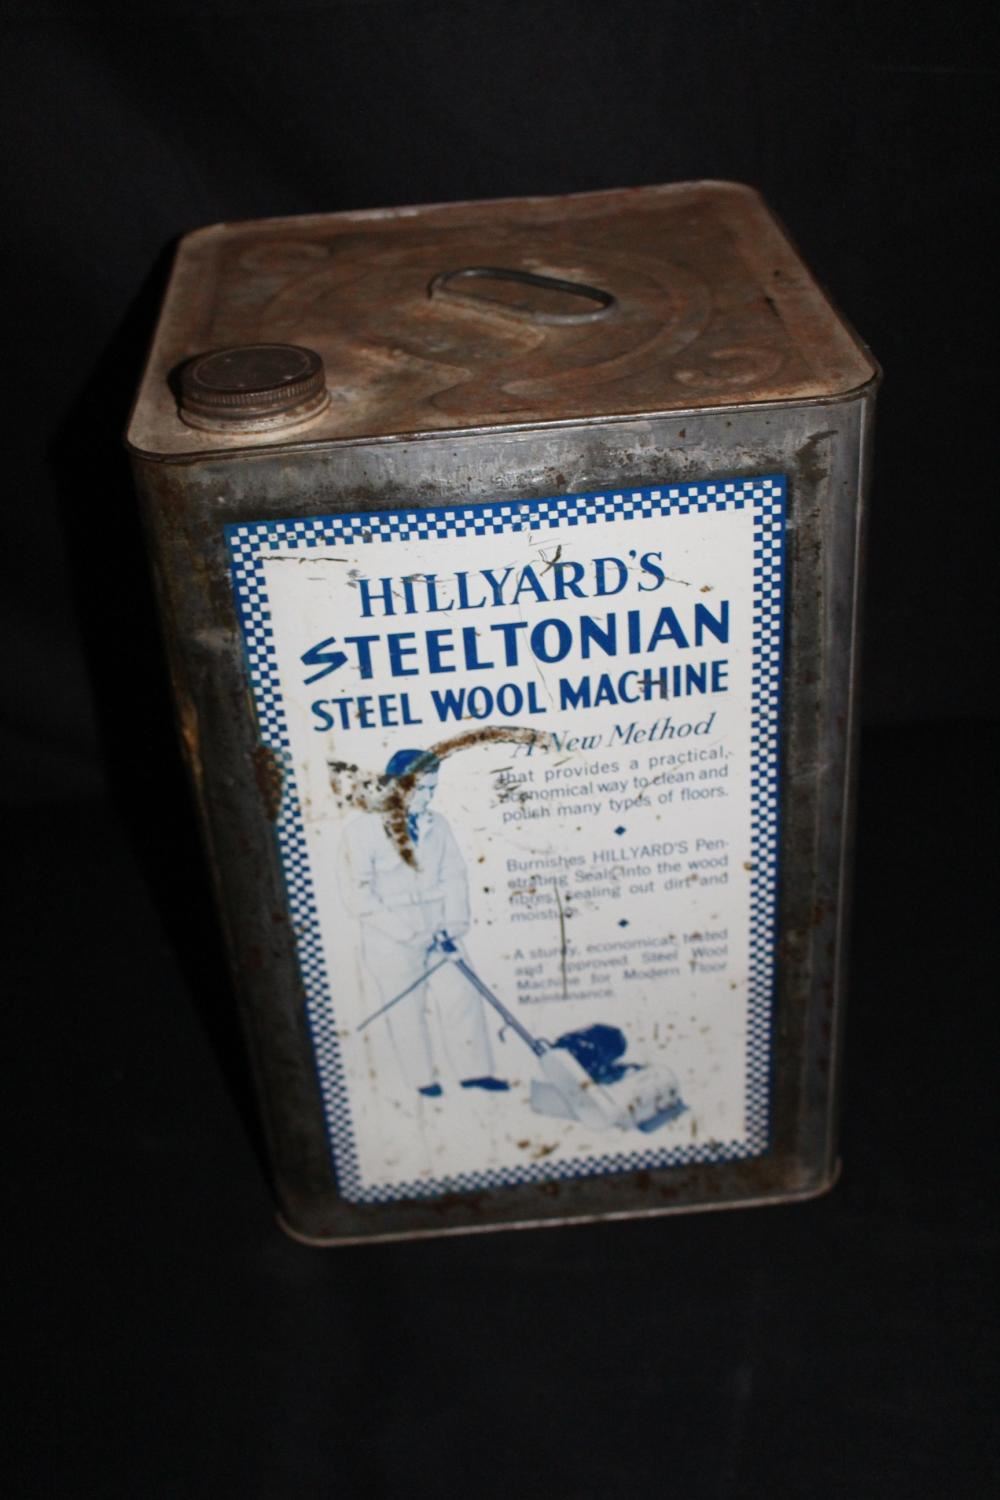 HILLYARD'S
STEELTONIAN
STEEL WOOL MACHINE
A New Method
that provides a practical,
economical way to clean and
polish many types of floors.
Burnishes HILLYARD'S Pen-
etrating Seals into the wood
fibres, sealing out dirt and
moisture.
A sturdy, economical, tested
and approved Steel Wool
Machine for Modern Floor
Maintenance.